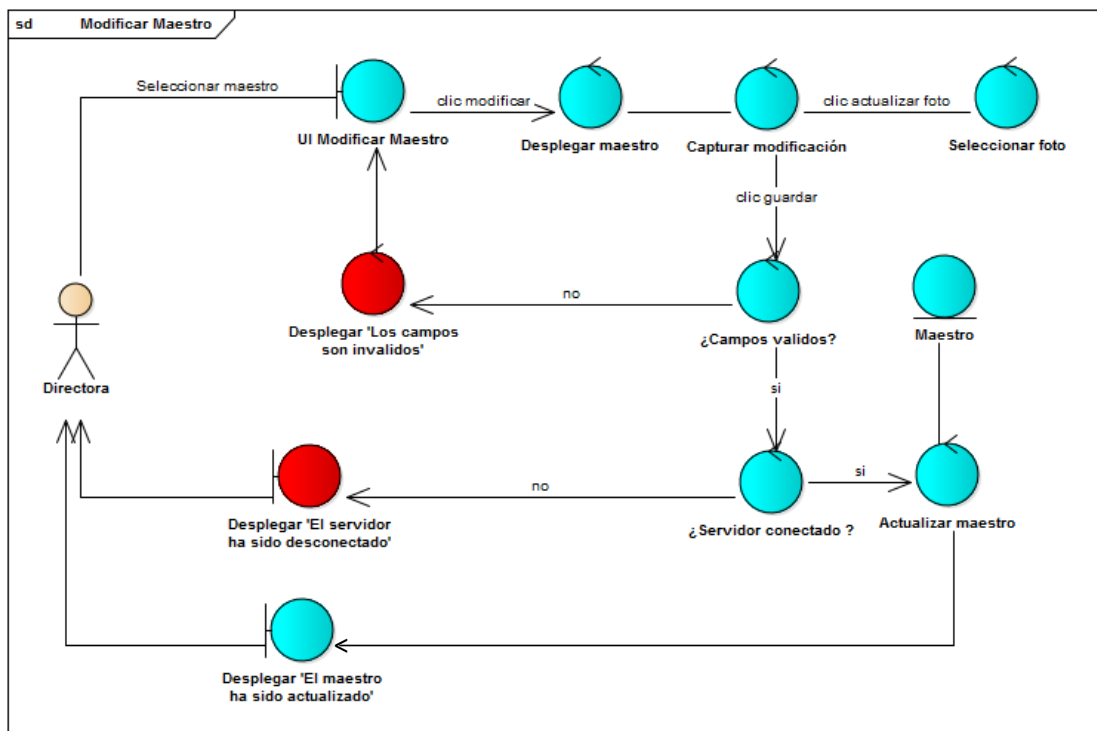 sd Modificar Maestro
Seleccionar maestro
UI Modificar Maestro
clic modificar
Desplegar maestro
Capturar modificación
clic actualizar foto
Seleccionar foto
clic guardar
Desplegar 'Los campos
son invalidos'
no
¿Campos validos?
Maestro
Directora
si
Desplegar 'El servidor
ha sido desconectado'
no
¿Servidor conectado ?
si
Actualizar maestro
Desplegar 'El maestro
ha sido actualizado'